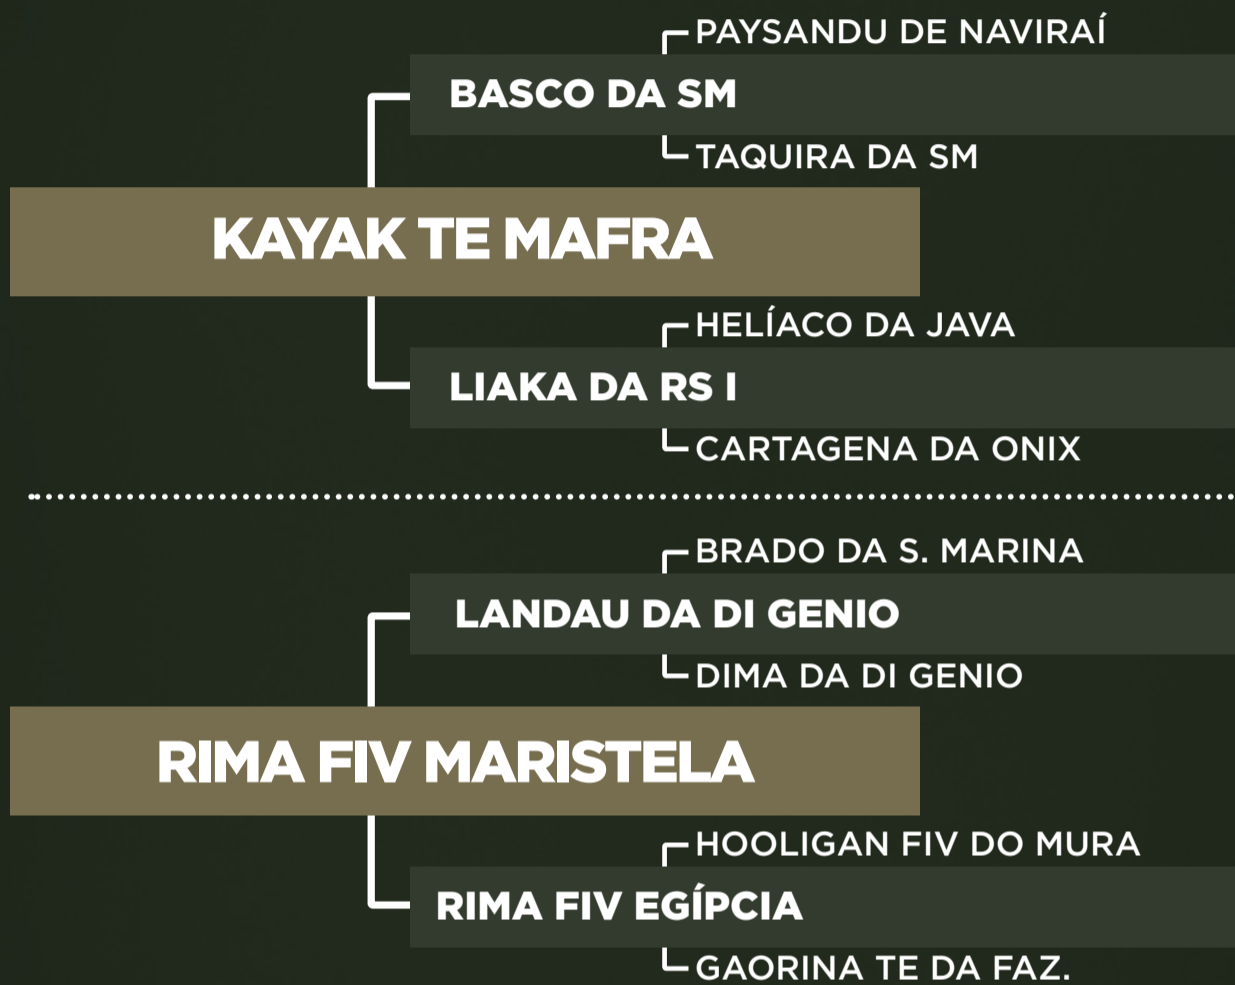 PAYSANDU DE NAVIRAÍ
BASCO DA SM
TAQUIRA DA SM
KAYAK TE MAFRA
HELÍACO DA JAVA
LIAKA DA RS I
CARTAGENA DA ONIX
BRADO DA S. MARINA
LANDAU DA DI GENIO
DIMA DA DI GENIO
RIMA FIV MARISTELA
HOOLIGAN FIV DO MURA
RIMA FIV EGÍPCIA
GAORINA TE DA FAZ.